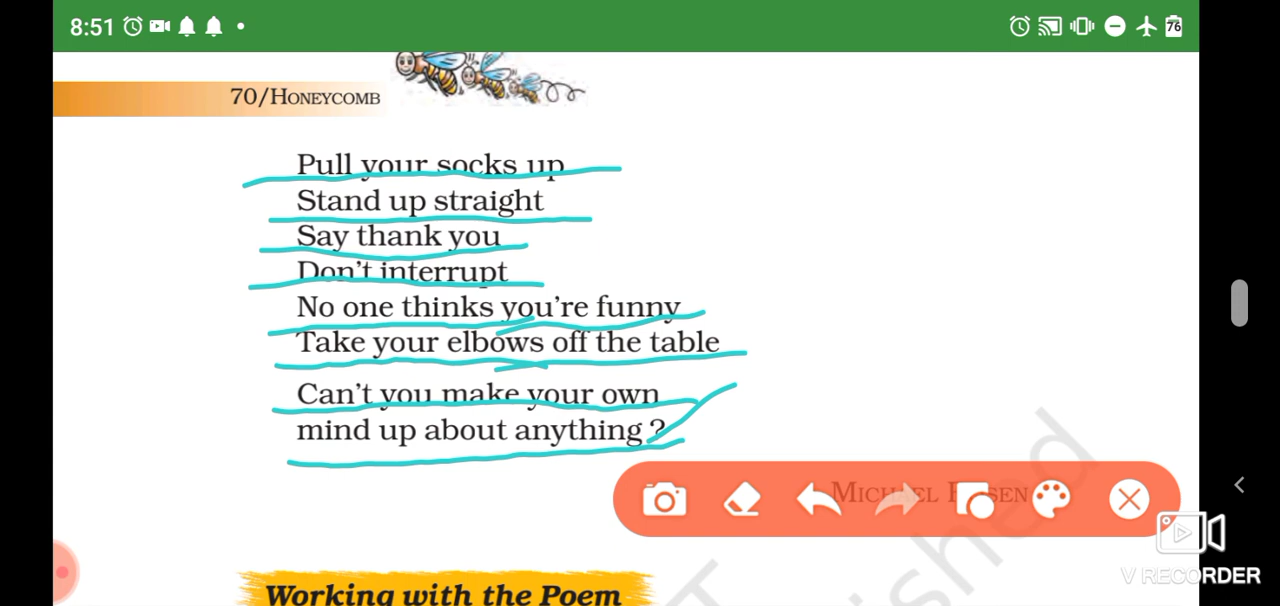 8:51
76
70/HONEYCOMB
Pull your socks up
Stand up straight
Say thank you
Don't interrupt
No one thinks you're funny
Take your elbows off the table
Can't you make your own
mind up about anything ?
MICHAEL
Working with the Poem
V RECORDER